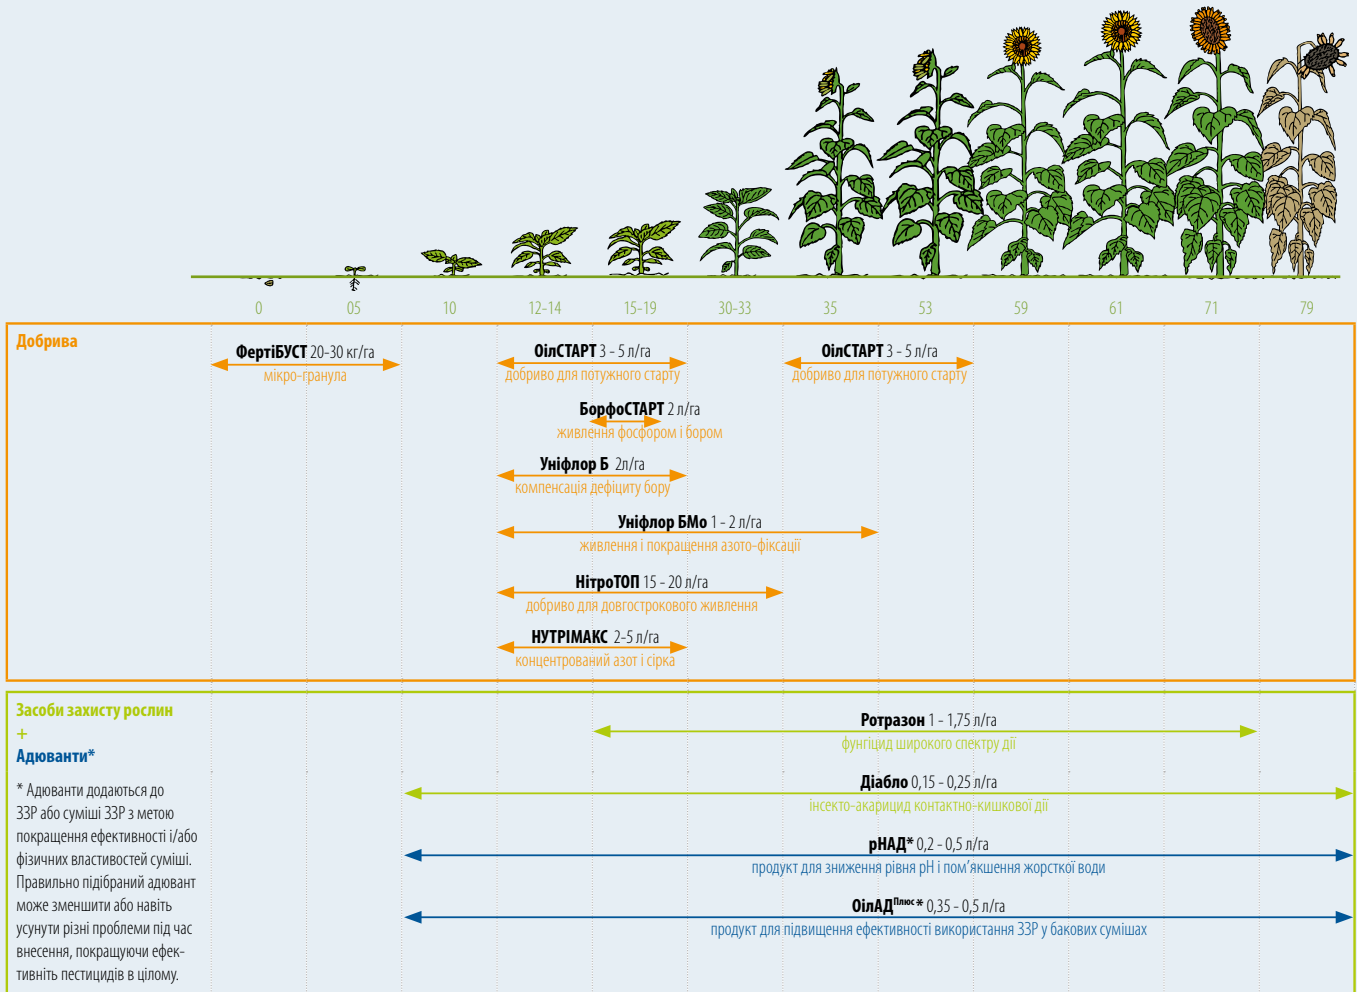 0 05 10 12-14 15-19 30-33 35 53 59 61 71 79
Добрива
ФертіБУСТ 20-30 кг/га
мікро-гранула
ОілСТАРТ 3 - 5 л/га
добриво для потужного старту
ОілСТАРТ 3 - 5 л/га
добриво для потужного старту
БорфоСТАРТ 2 л/га
живлення фосфором і бором
Уніфлор Б 2л/га
компенсація дефіциту бору
Уніфлор БМо 1 - 2 л/га
живлення і покращення азото-фіксації
НітроТОП 15 - 20 л/га
добриво для довгострокового живлення
НУТРІМАКС 2-5 л/га
концентрований азот і сірка
Засоби захисту рослин
+
Адюванти*
* Адюванти додаються до
ЗЗР або суміші ЗЗР з метою
покращення ефективності і/або
фізичних властивостей суміші.
Правильно підібраний адювант
може зменшити або навіть
усунути різні проблеми під час
внесення, покращуючи ефек-
тивніть пестицидів в цілому.
Ротразон 1 - 1,75 л/га
фунгіцид широкого спектру дії
Діабло 0,15 - 0,25 л/га
інсекто-акарицид контактно-кишкової дії
рНАД* 0,2 - 0,5 л/га
продукт для зниження рівня рН і пом’якшення жорсткої води
ОілАДПлюс* 0,35 - 0,5 л/га
продукт для підвищення ефективності використання ЗЗР у бакових сумішах